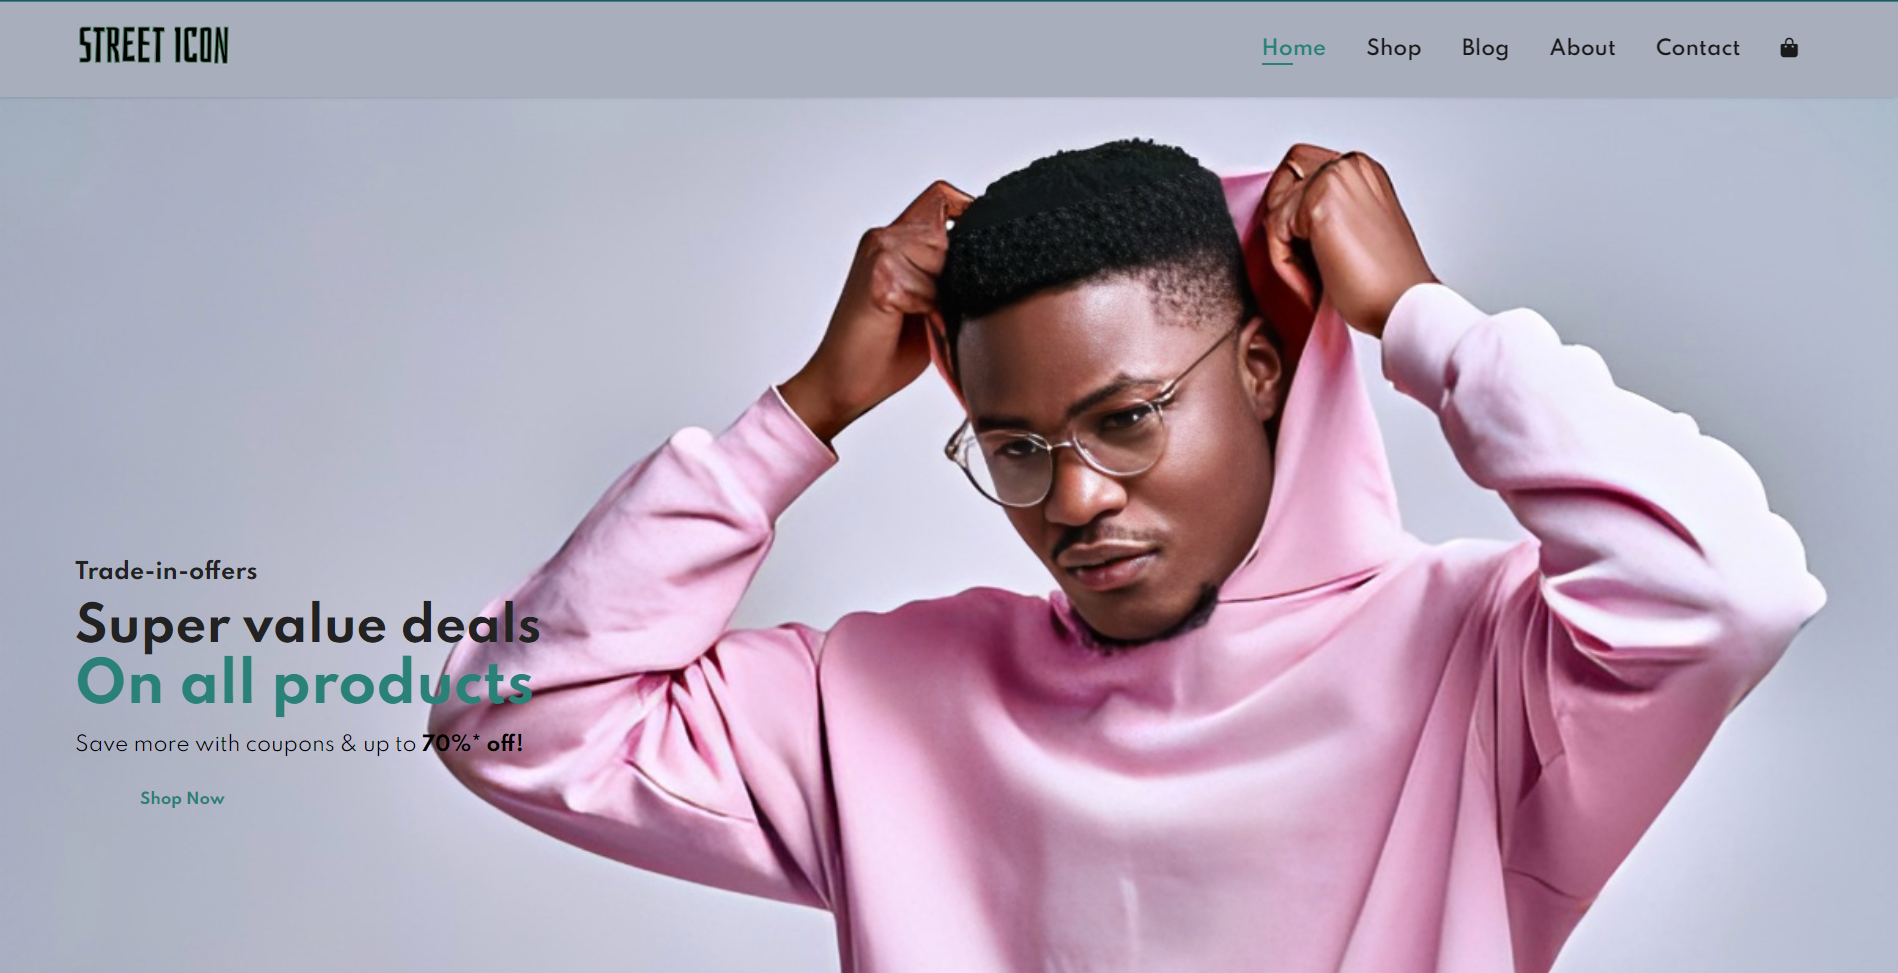 STREET ICON
Home Shop Blog About Contact
Trade-in-offers
Super value deals
On all products
Save more with coupons & up to 70%* off!
Shop Now